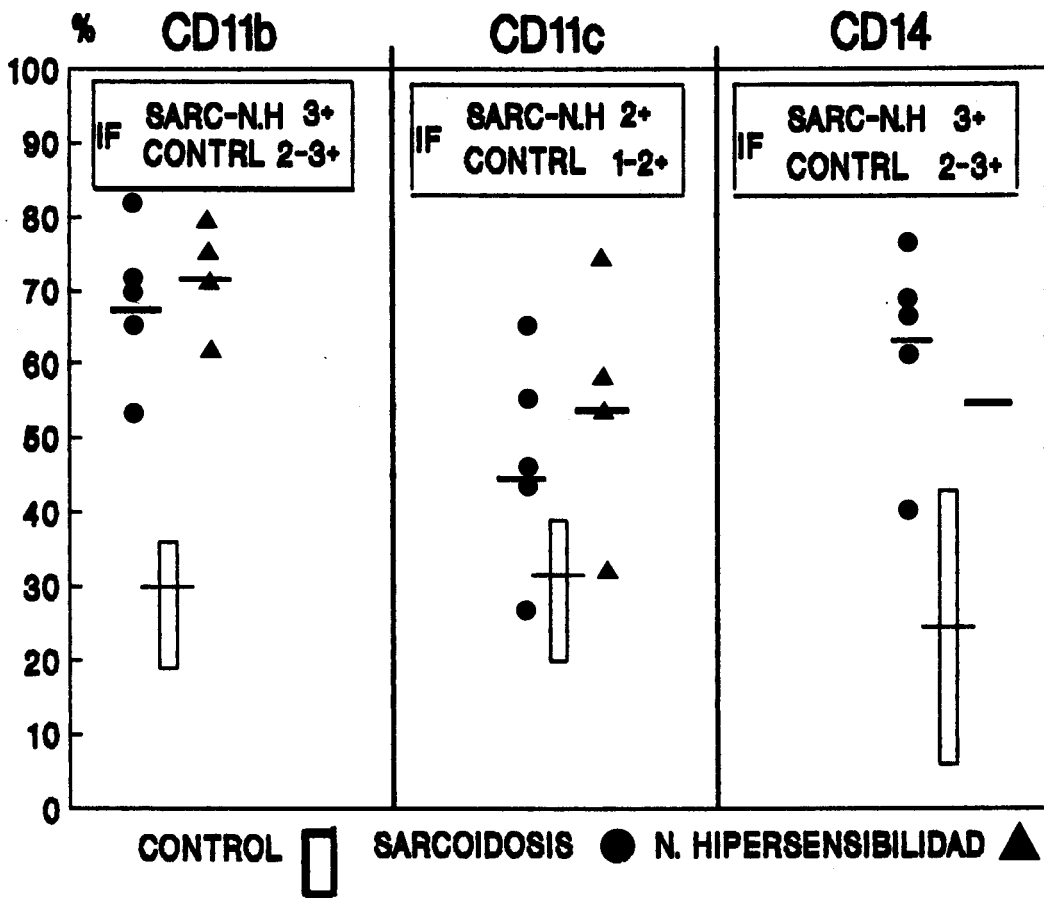 % CD11b CD11c CD14
100
90
80
70
60
50
40
30
20
10
0
IF SARC-N.H 3+
CONTRL 2-3+
IF SARC-N.H 2+
CONTRL 1-2+
IF SARC-N.H 3+
CONTRL 2-3+
CONTROL SARCOIDOSIS N. HIPERSENSIBILIDAD